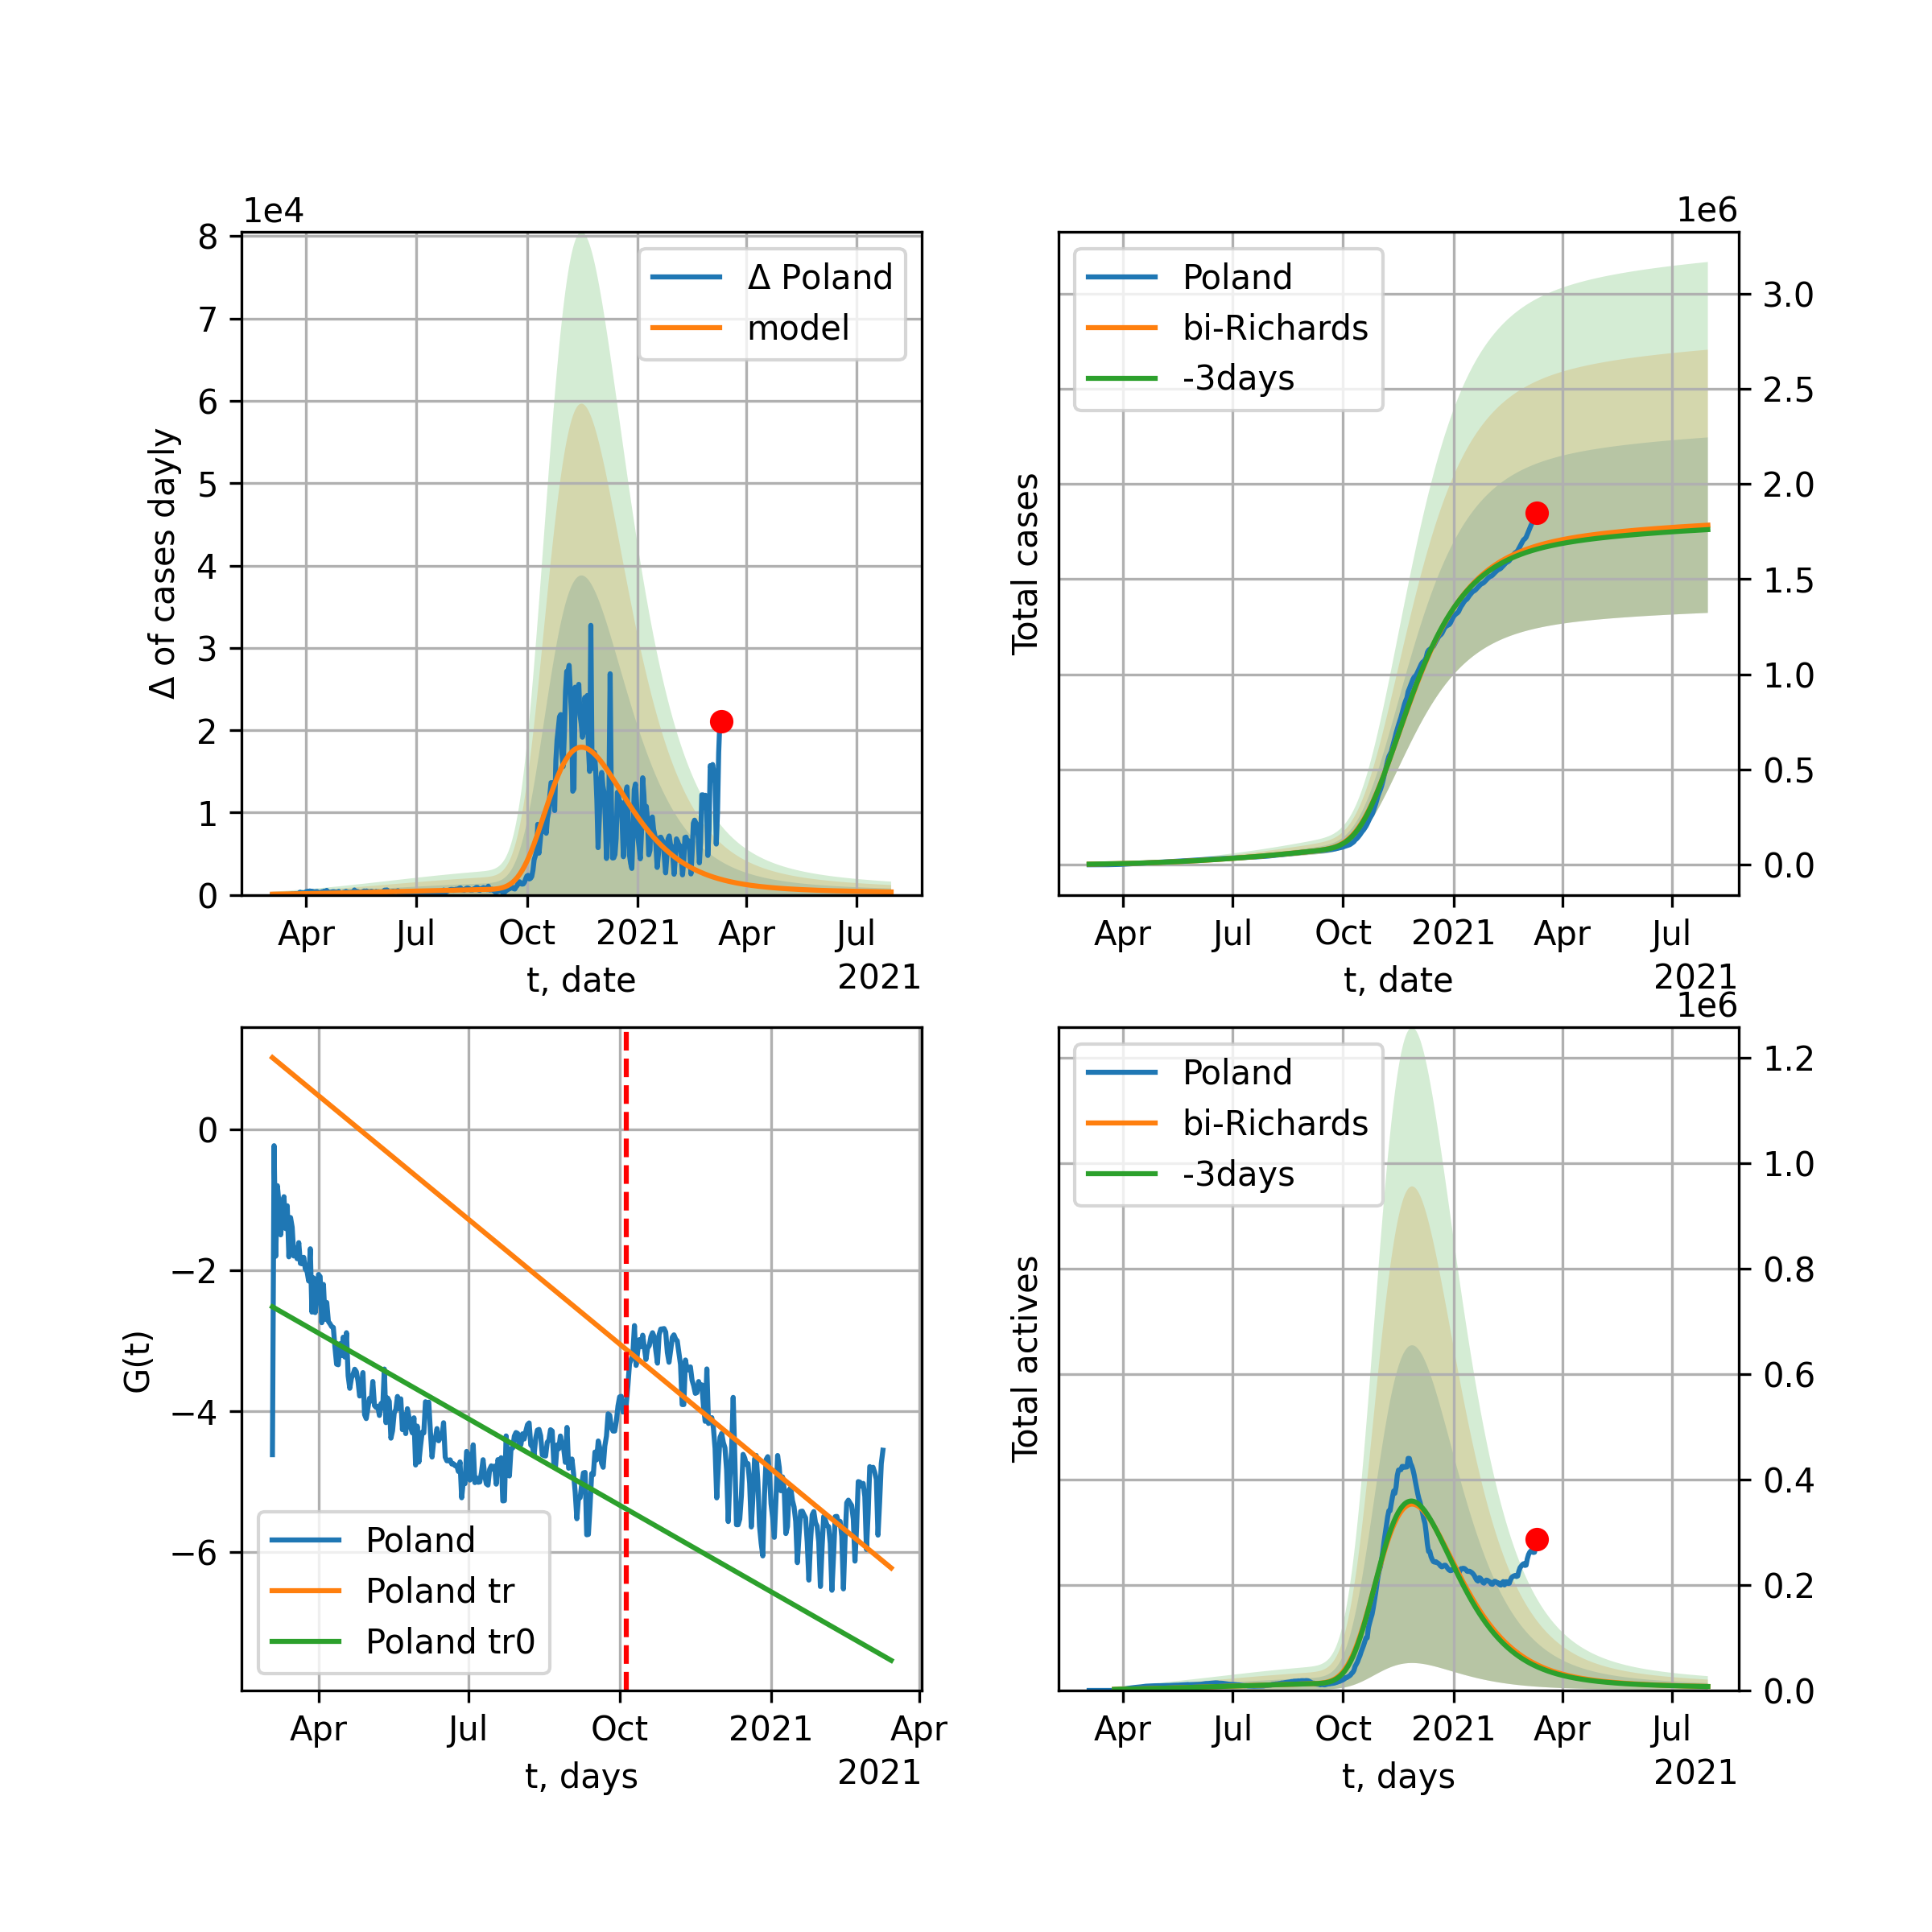 1e4
8
7
6
5
4
3
2
1
0
Δ of cases dayly
Δ Poland
model
Apr Jul Oct 2021 Apr Jul
t, date
2021
1e6
3.0
2.5
2.0
1.5
1.0
0.5
0.0
Total cases
Poland
bi-Richards
-3days
Apr Jul Oct 2021 Apr Jul
t, date
2021
0
−2
−4
−6
G(t)
Poland
Poland tr
Poland tr0
Apr Jul Oct 2021 Apr
t, days
2021
1e6
1.2
1.0
0.8
0.6
0.4
0.2
0.0
Total actives
Poland
bi-Richards
-3days
Apr Jul Oct 2021 Apr Jul
t, days
2021